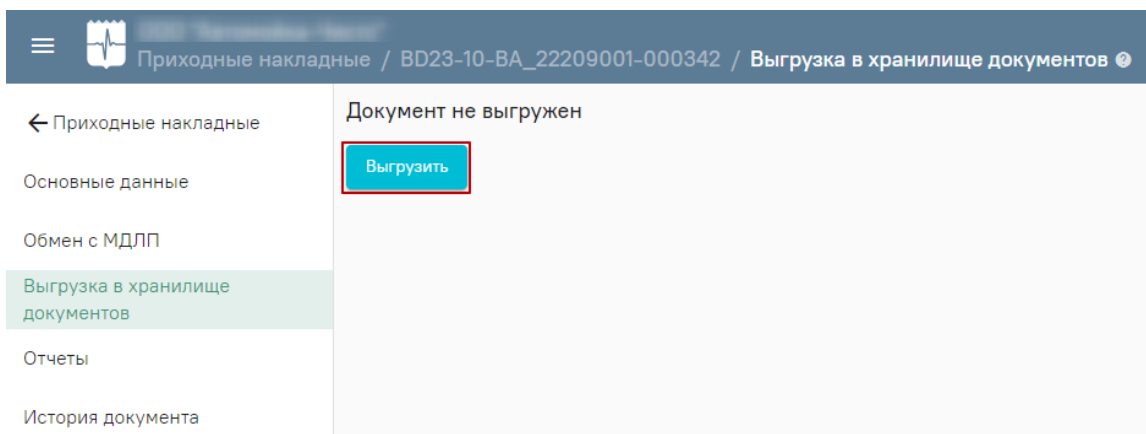 Приходные накладные / BD23-10-BA_22209001-000342 / Выгрузка в хранилище документов
Приходные накладные
Документ не выгружен
Выгрузить
Основные данные
Обмен с МДЛП
Выгрузка в хранилище
документов
Отчеты
История документа